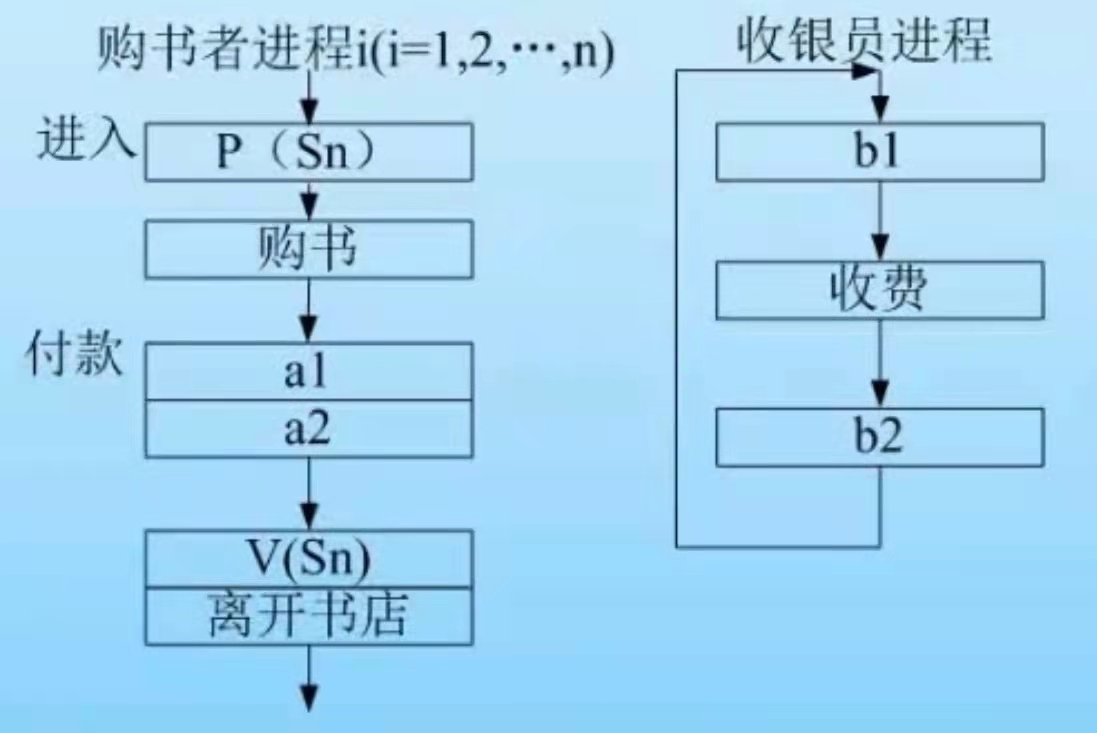 购书者进程i(i=1,2,…,n)
进入
P（Sn）
购书
付款
a1
a2
V(Sn)
离开书店
收银员进程
b1
收费
b2